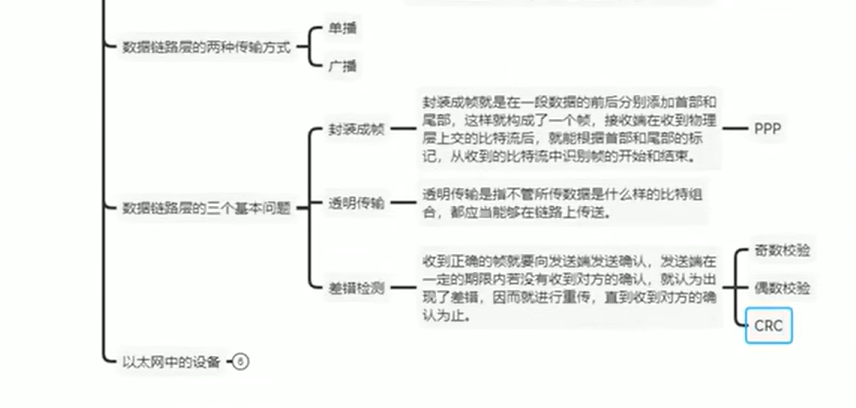 数据链路层的两种传输方式
单播
广播
数据链路层的三个基本问题
封装成帧
封装成帧就是在一段数据的前后分别添加首部和
尾部，这样就构成了一个帧，接收端在收到物理
层上交的比特流后，就能根据首部和尾部的标
记，从收到的比特流中识别帧的开始和结束。
PPP
透明传输
透明传输是指不管所传数据是什么样的比特组
合，都应当能够在链路上传送。
差错检测
收到正确的帧就要向发送端发送确认，发送端在
一定的期限内若没有收到对方的确认，就认为出
现了差错，因而就进行重传，直到收到对方的确
认为止。
奇数校验
偶数校验
CRC
以太网中的设备
6